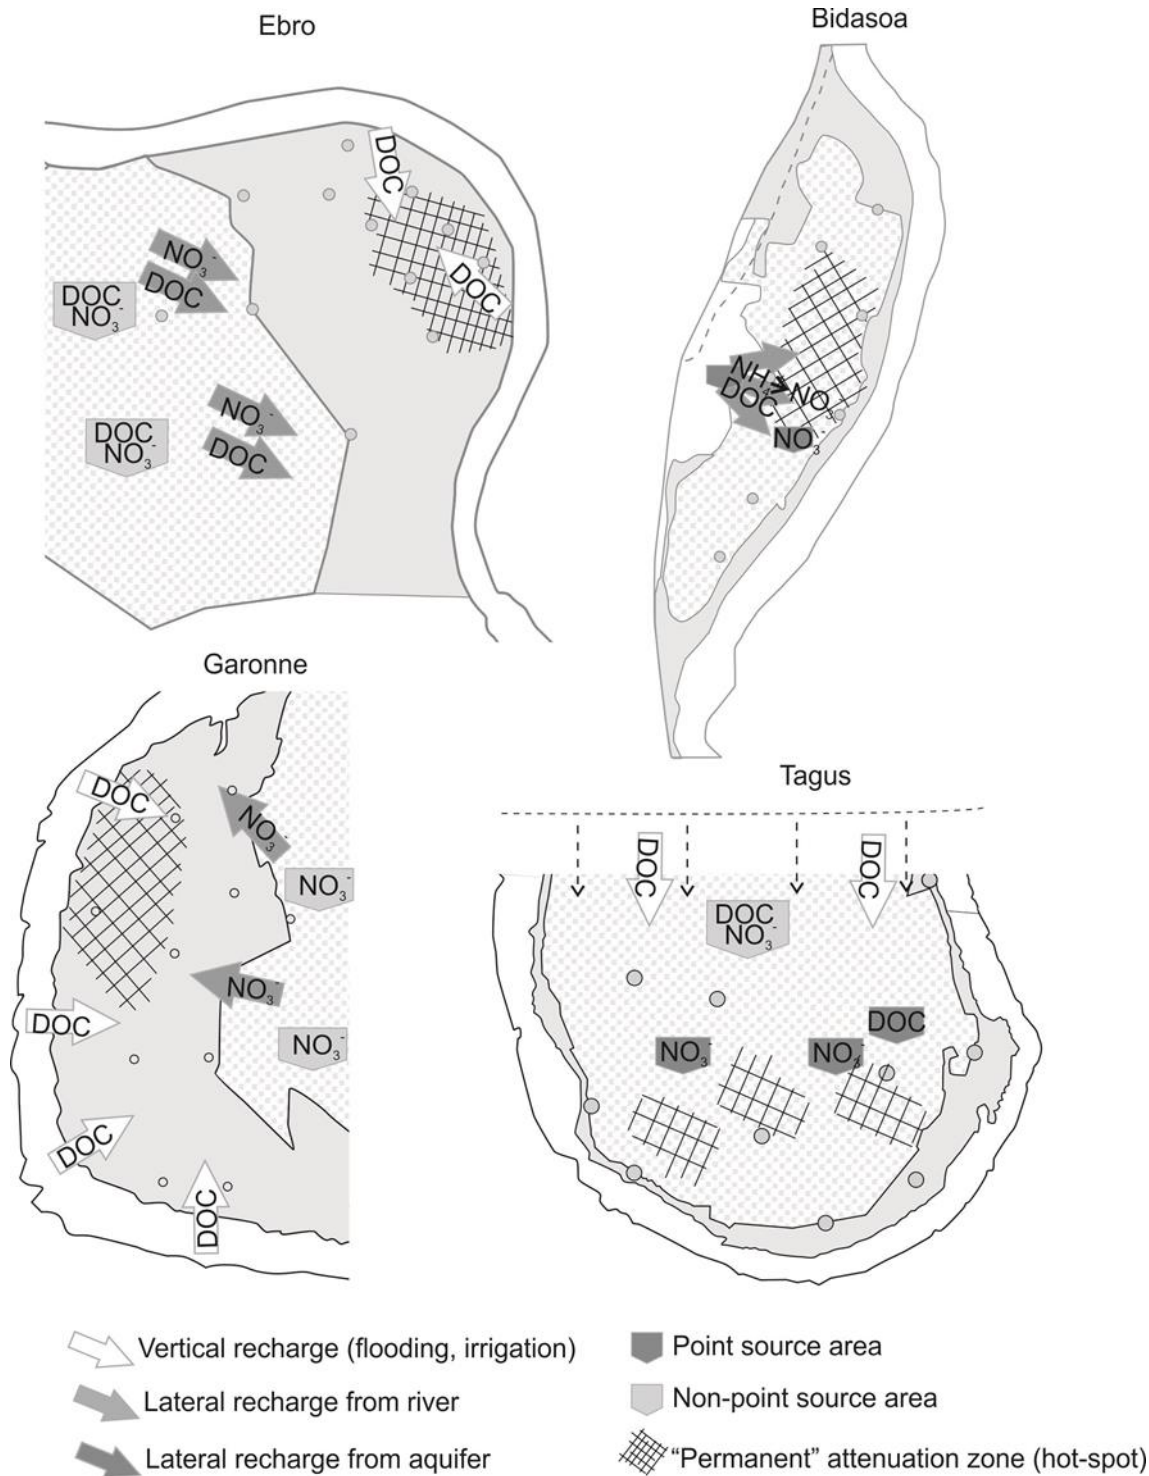 Ebro
Bidasoa
DOC
NO3-
DOC
DOC
NO3-
DOC
NO3-
DOC
DOC
NO3-
NH4 > NO3-
DOC
NO3-
Garonne
DOC
NO3-
NO3-
NO3-
DOC
NO3-
DOC
DOC
Tagus
DOC
DOC
DOC
NO3-
DOC
NO3-
NO3-
Vertical recharge (flooding, irrigation)
Lateral recharge from river
Lateral recharge from aquifer
Point source area
Non-point source area
“Permanent” attenuation zone (hot-spot)